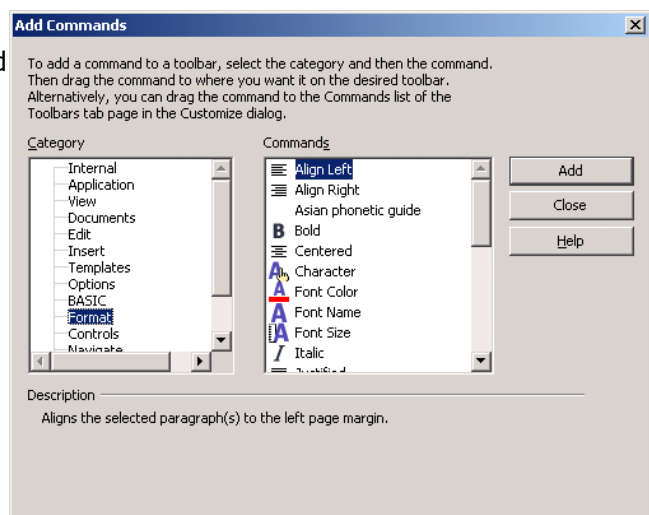 Add Commands
d
To add a command to a toolbar, select the category and then the command.
Then drag the command to where you want it on the desired toolbar.
Alternatively, you can drag the command to the Commands list of the
Toolbars tab page in the Customize dialog.
Category
Internal
Application
View
Documents
Edit
Insert
Templates
Options
BASIC
Format
Controls
Navigate
Commands
Align Left
Align Right
Asian phonetic guide
Bold
Centered
Character
Font Color
Font Name
Font Size
Italic
Justified
Add
Close
Help
Description
Aligns the selected paragraph(s) to the left page margin.